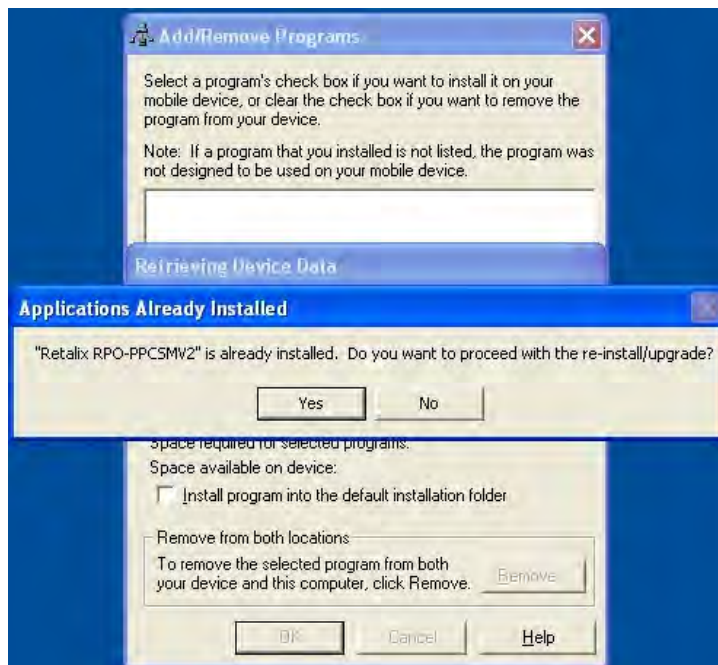 Add/Remove Programs
Select a program's check box if you want to install it on your
mobile device, or clear the check box if you want to remove the
program from your device.
Note: If a program that you installed is not listed, the program was
not designed to be used on your mobile device.
Retrieving Device Data
Applications Already Installed
"Retalix RPO-PPCSMV2" is already installed. Do you want to proceed with the re-install/upgrade?
Yes No
Space required for selected programs:
Space available on device:
Install program into the default installation folder
Remove from both locations
To remove the selected program from both
your device and this computer, click Remove.
Remove
OK Cancel Help